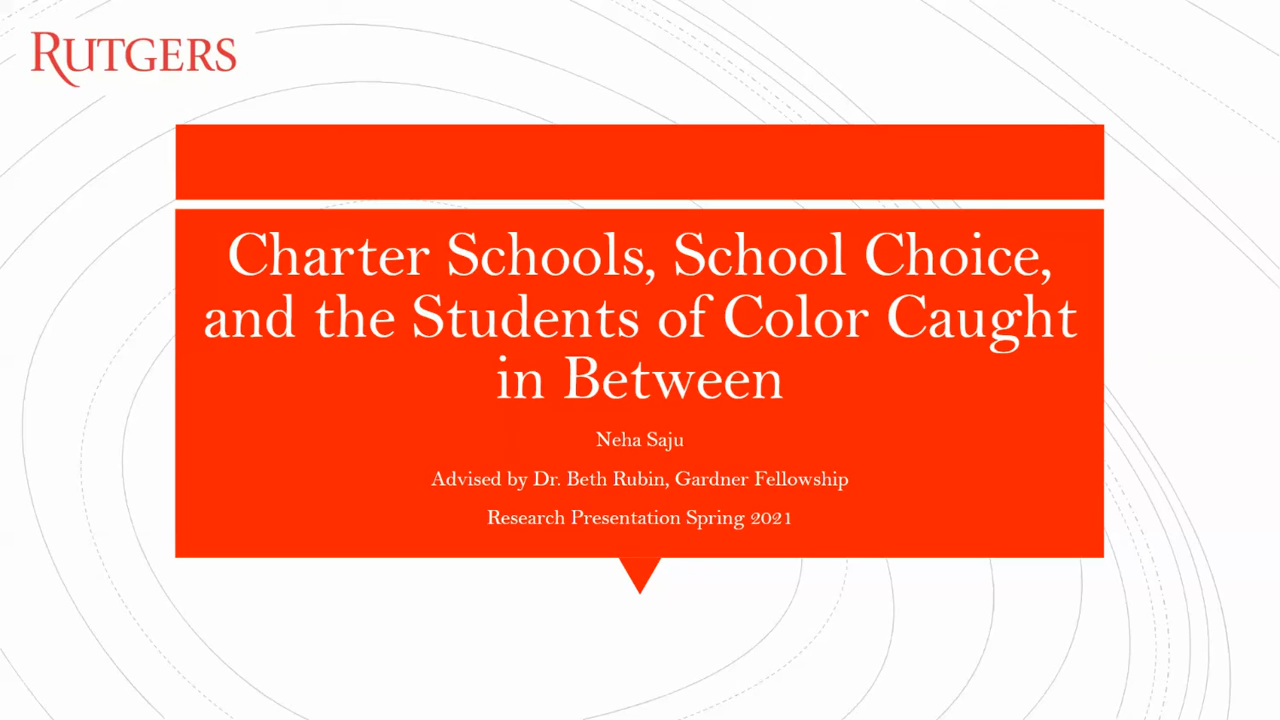 RUTGERS
Charter Schools, School Choice,
and the Students of Color Caught
in Between
Neha Saju
Advised by Dr. Beth Rubin, Gardner Fellowship
Research Presentation Spring 2021